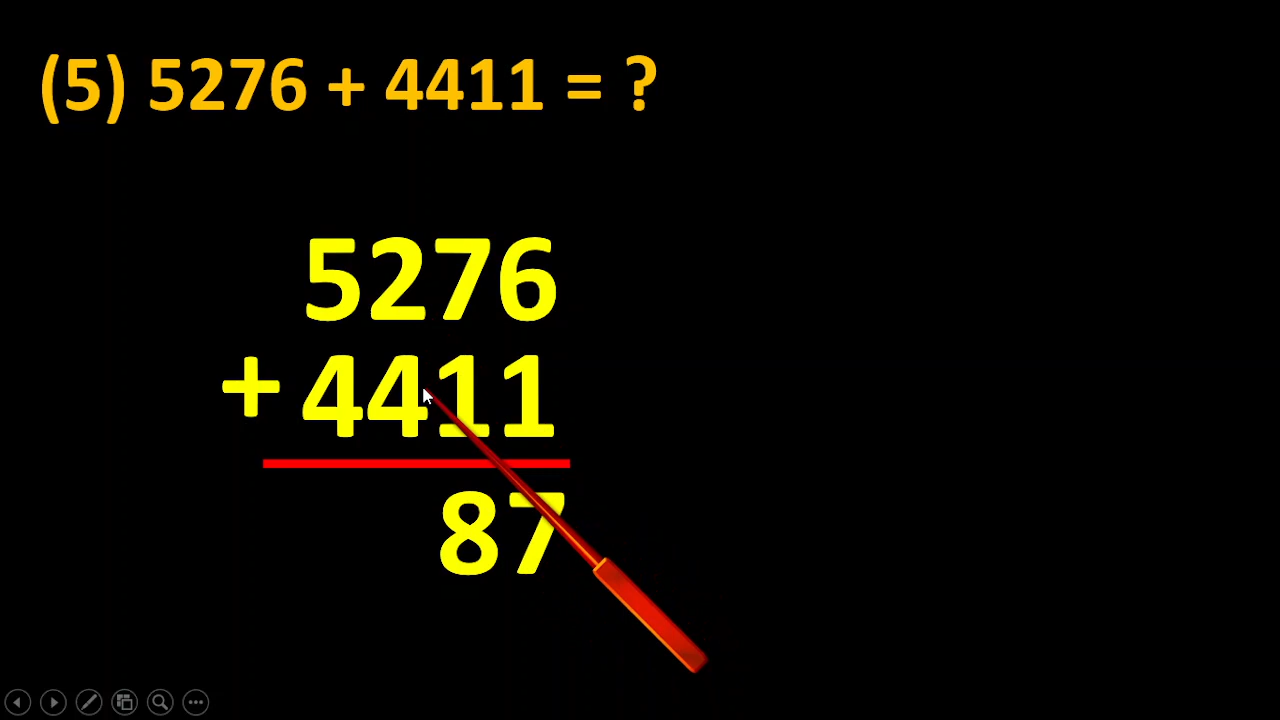 (5) 5276 + 4411 = ?
5276
+ 4411
87